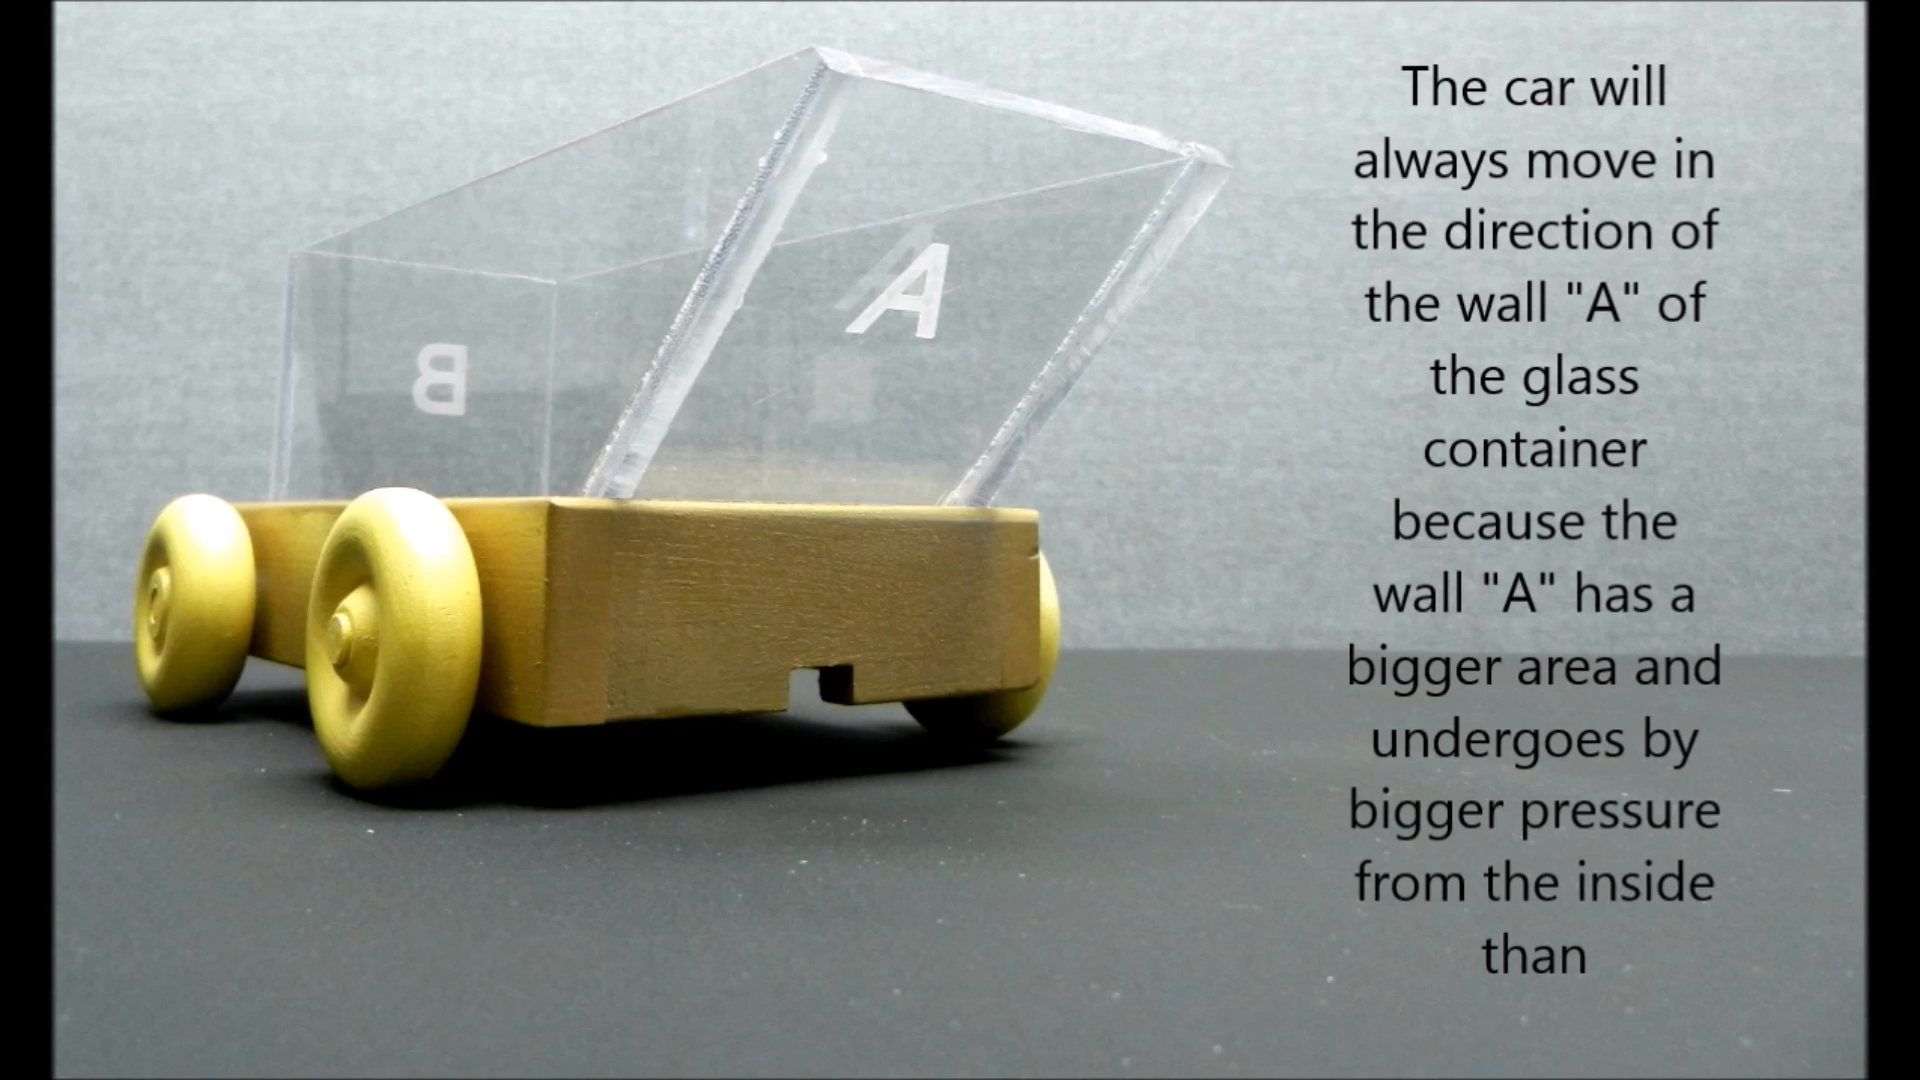 The car will
always move in
the direction of
the wall "A" of
the glass
container
because the
wall "A" has a
bigger area and
undergoes by
bigger pressure
from the inside
than
A
B